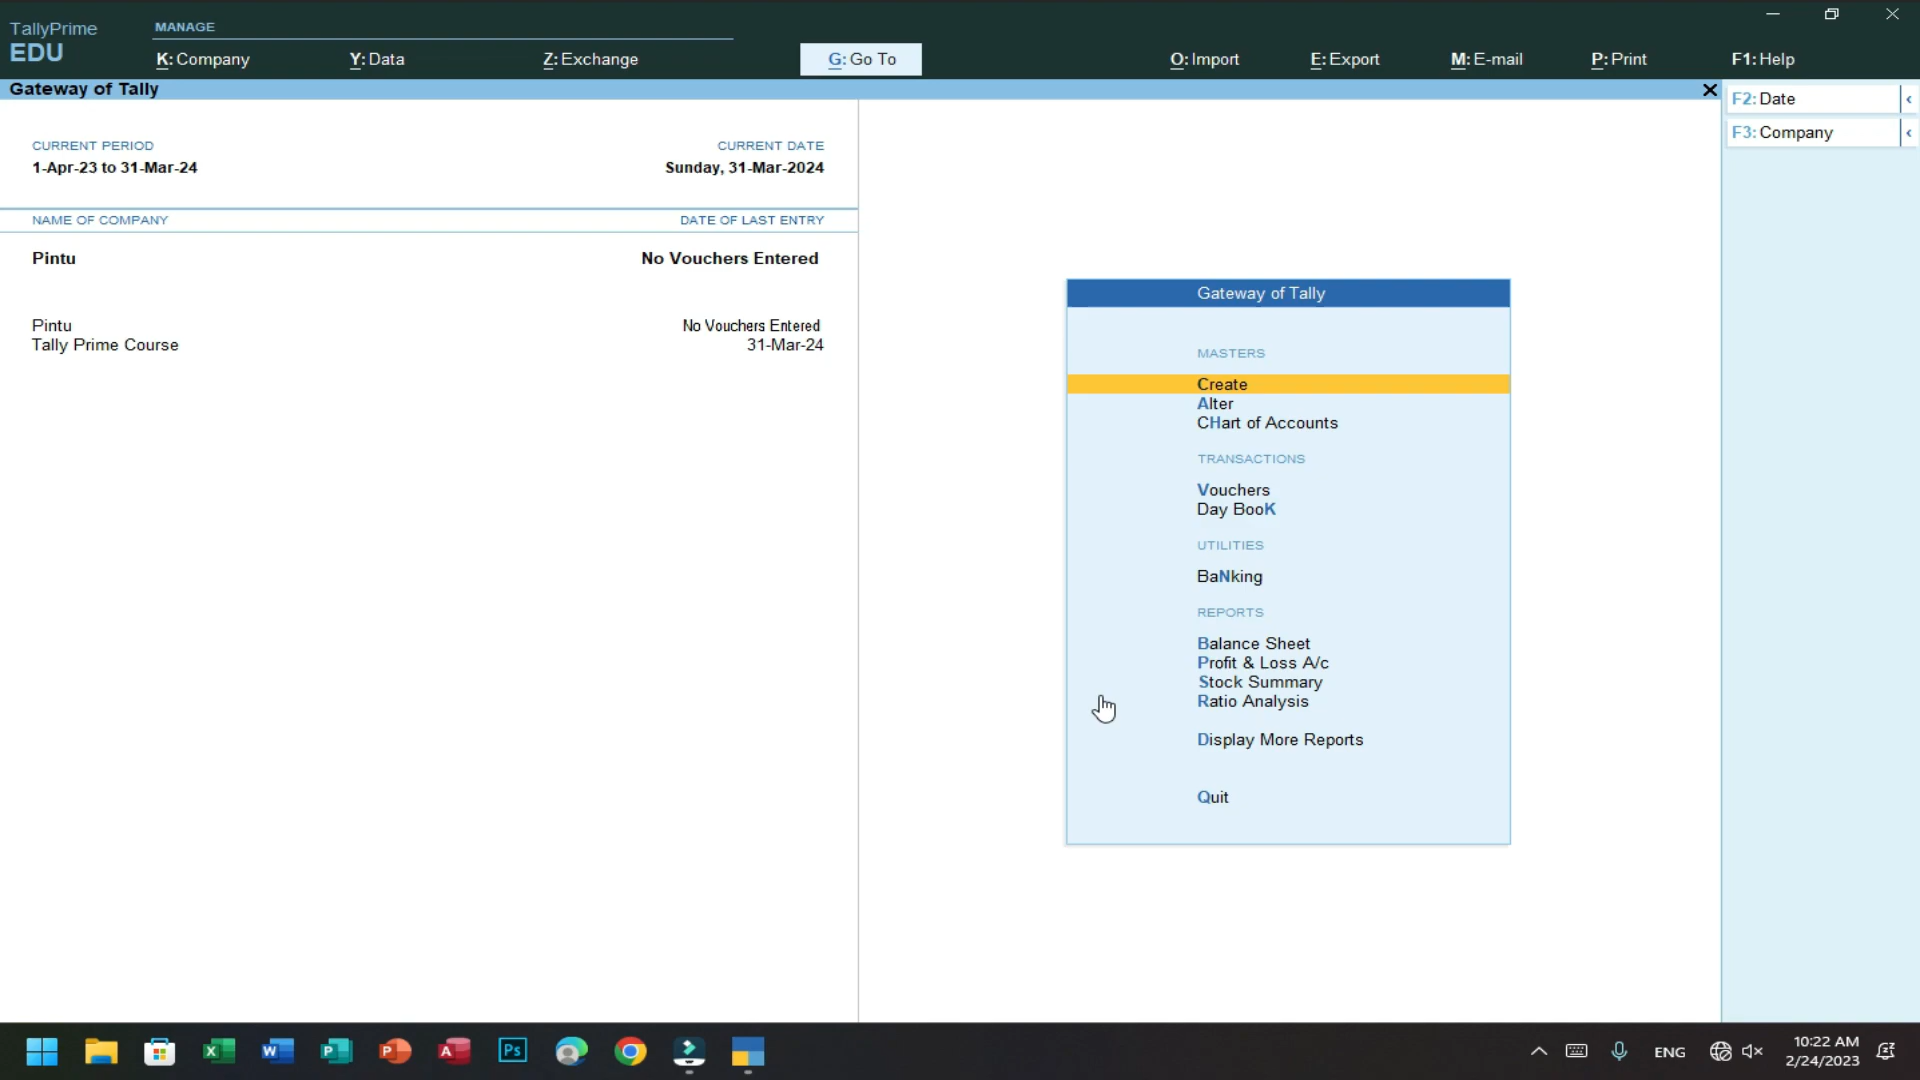 TallyPrime
EDU
MANAGE
K: Company
Y: Data
Z: Exchange
G: Go To
O: Import
E: Export
M: E-mail
P: Print
F1: Help
Gateway of Tally
F2: Date
F3: Company
CURRENT PERIOD
CURRENT DATE
1-Apr-23 to 31-Mar-24
Sunday, 31-Mar-2024
NAME OF COMPANY
DATE OF LAST ENTRY
Pintu
No Vouchers Entered
Pintu
No Vouchers Entered
Tally Prime Course
31-Mar-24
Gateway of Tally
MASTERS
Create
Alter
CHart of Accounts
TRANSACTIONS
Vouchers
Day BooK
UTILITIES
BaNking
REPORTS
Balance Sheet
Profit & Loss A/c
Stock Summary
Ratio Analysis
Display More Reports
Quit
Ps
ENG
10:22 AM
2/24/2023